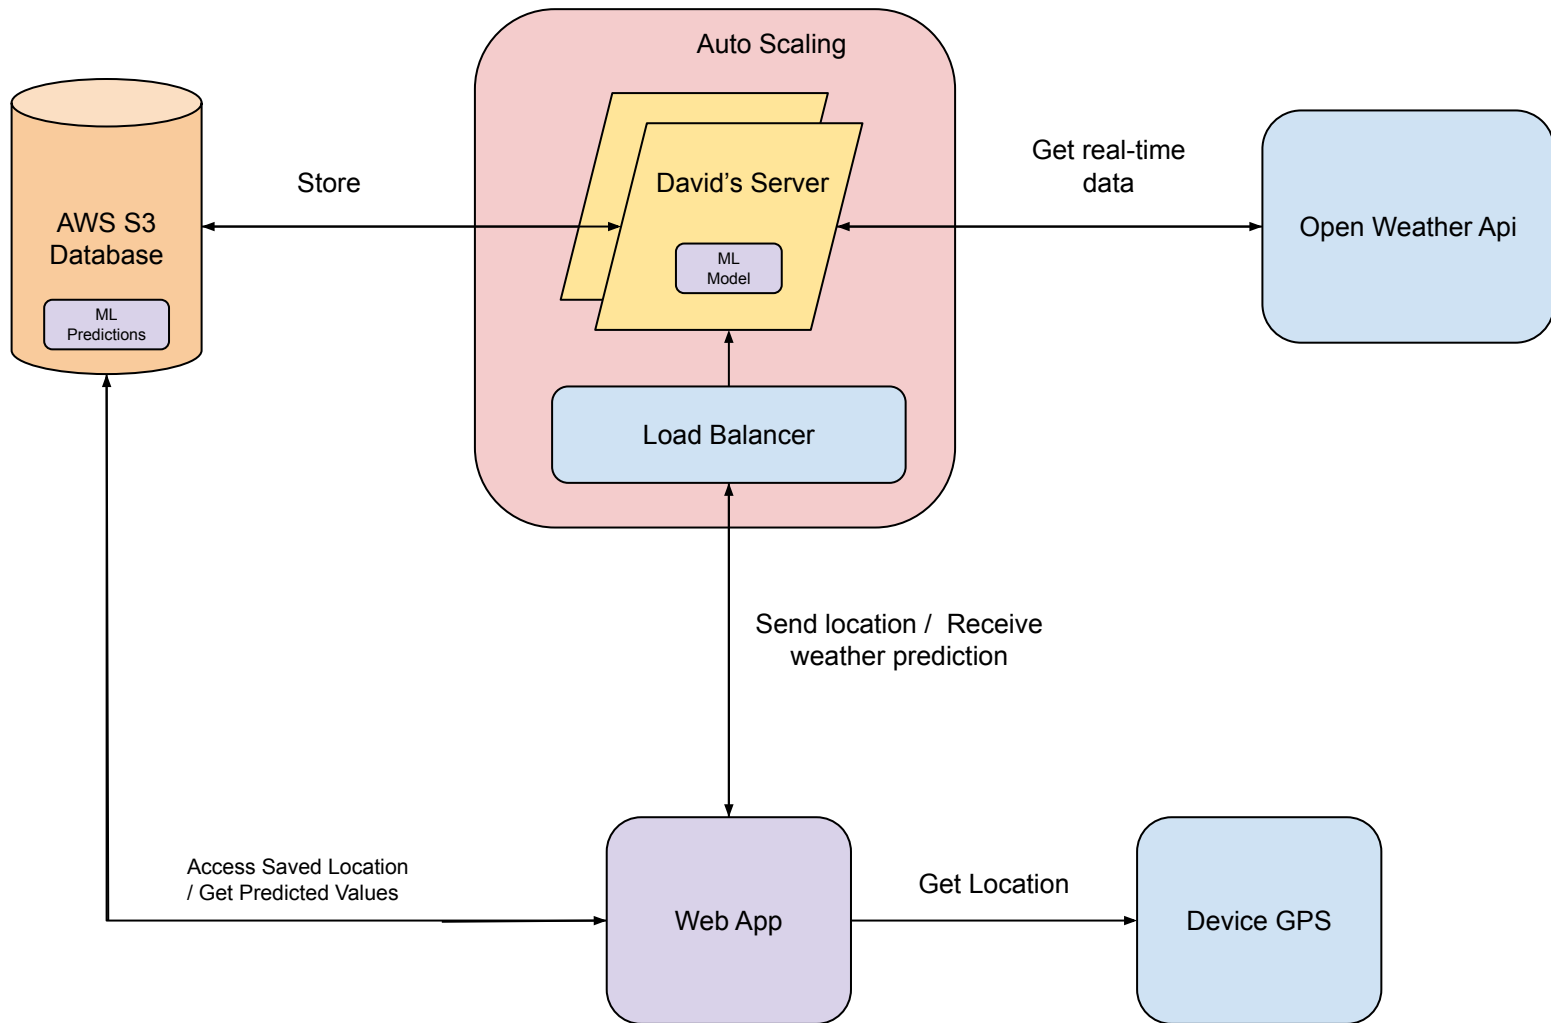 Auto Scaling
AWS S3
Database
ML
Predictions
Store
David's Server
ML
Model
Get real-time
data
Open Weather Api
Load Balancer
Send location /  Receive
weather prediction
Access Saved Location
/ Get Predicted Values
Web App
Get Location
Device GPS